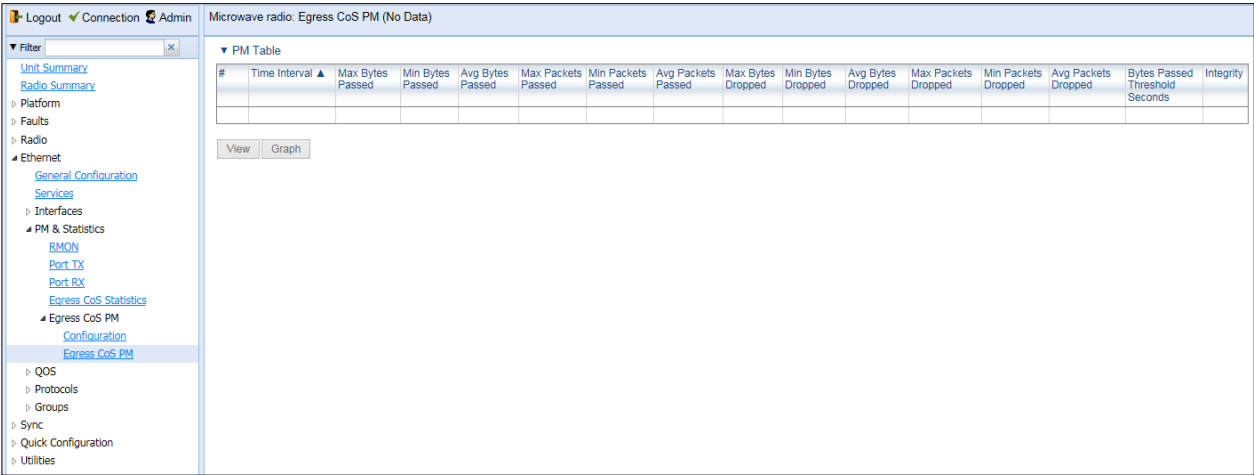 Logout Connection Admin
Filter
Unit Summary
Radio Summary
Platform
Faults
Radio
Ethernet
General Configuration
Services
Interfaces
PM & Statistics
RMON
Port TX
Port RX
Egress CoS Statistics
Egress CoS PM
Configuration
Egress CoS PM
QOS
Protocols
Groups
Sync
Quick Configuration
Utilities
Microwave radio: Egress CoS PM (No Data)
▼ PM Table
# Time Interval ▲ Max Bytes Min Bytes Avg Bytes Max Packets Min Packets Avg Packets Max Bytes Min Bytes Avg Bytes Max Packets Min Packets Avg Packets Bytes Passed Integrity
Passed Passed Passed Passed Passed Passed Dropped Dropped Dropped Dropped Dropped Dropped Threshold
Seconds
View Graph